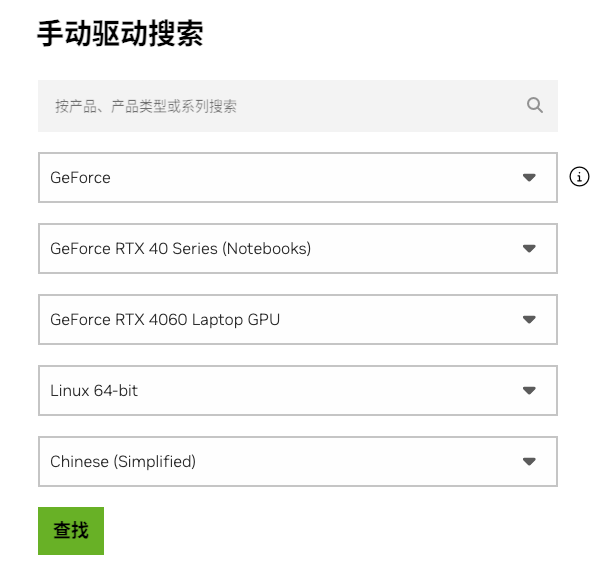 手动驱动搜索
按产品、产品类型或系列搜索
GeForce
GeForce RTX 40 Series (Notebooks)
GeForce RTX 4060 Laptop GPU
Linux 64-bit
Chinese (Simplified)
查找